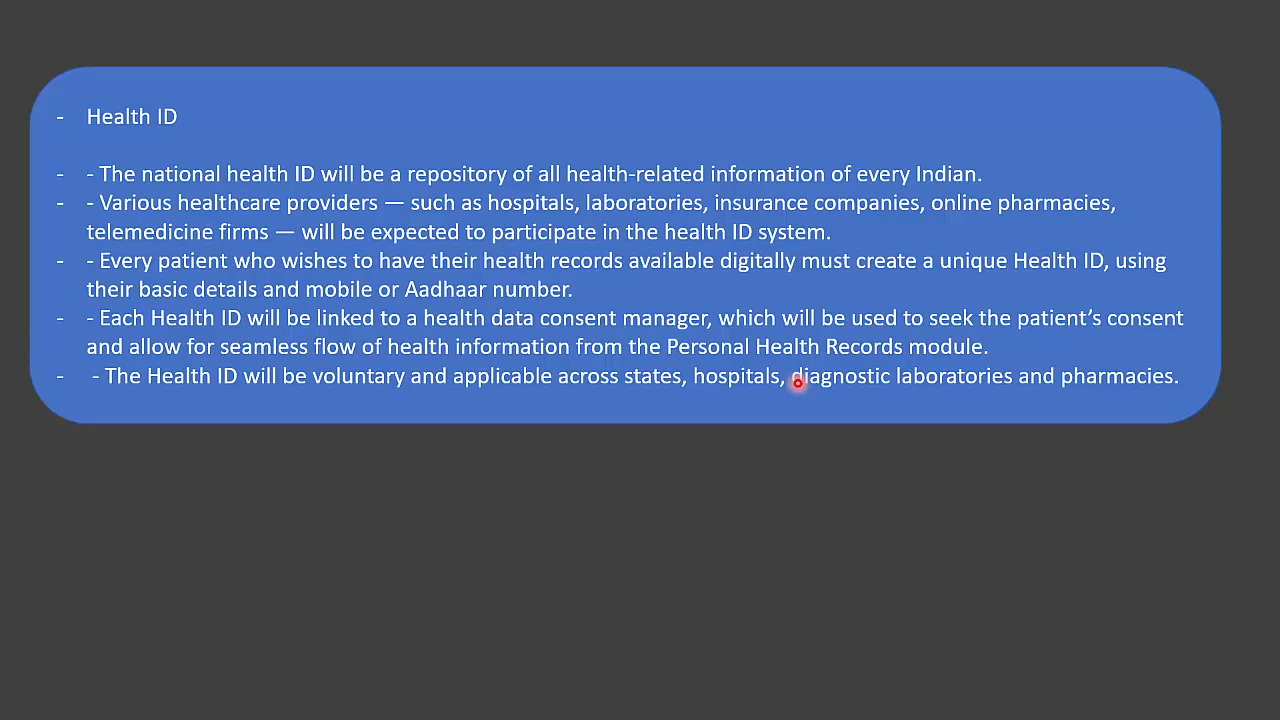 - Health ID
- - The national health ID will be a repository of all health-related information of every Indian.
- - Various healthcare providers — such as hospitals, laboratories, insurance companies, online pharmacies,
telemedicine firms — will be expected to participate in the health ID system.
- - Every patient who wishes to have their health records available digitally must create a unique Health ID, using
their basic details and mobile or Aadhaar number.
- - Each Health ID will be linked to a health data consent manager, which will be used to seek the patient’s consent
and allow for seamless flow of health information from the Personal Health Records module.
- - The Health ID will be voluntary and applicable across states, hospitals, diagnostic laboratories and pharmacies.